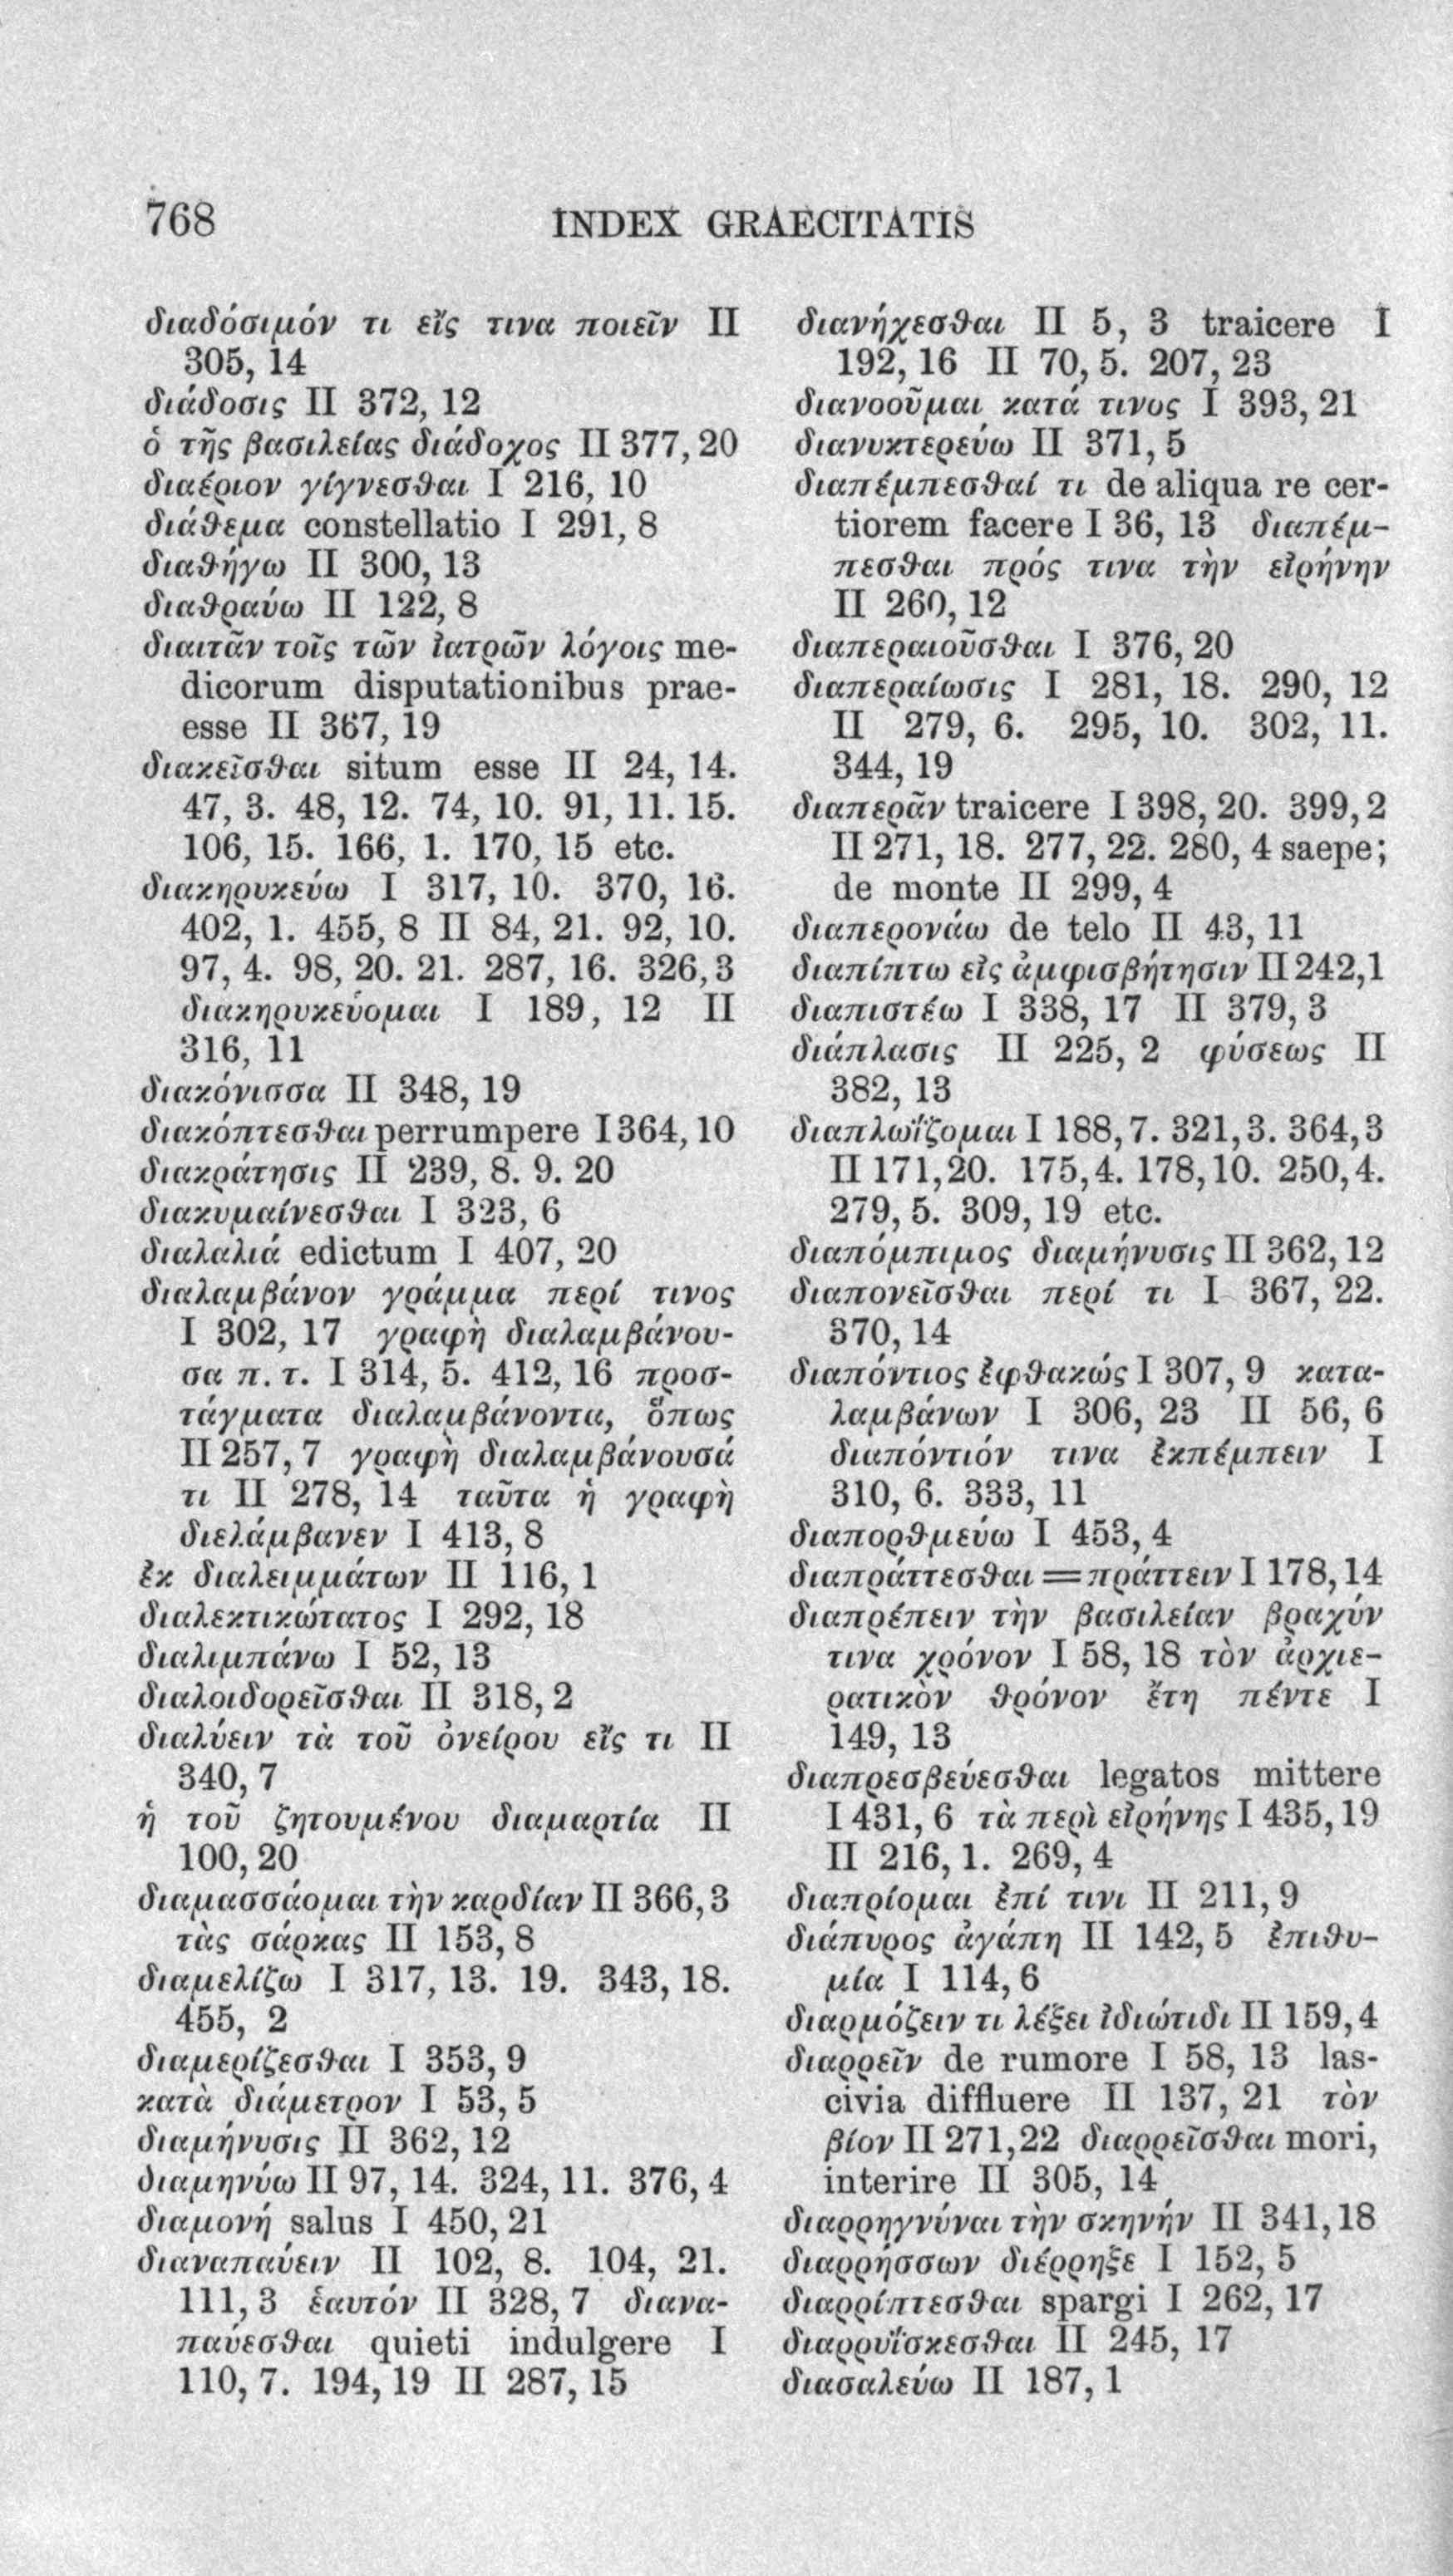 768
INDEX GRAECITATIS
διαδόσιμόν τι εἴς τινα ποιεῖν II
305, 14
διάδοσις II 372, 12
ὁ τῆς βασιλείας διάδοχος II 377, 20
διαέριον γίγνεσθαι I 216, 10
διάθεμα constellatio I 291, 8
διαθήγω II 300, 13
διαθραύω II 122, 8
διαιτᾶν τοῖς τῶν ἰατρῶν λόγοις me-
dicorum disputationibus prae-
esse II 367, 19
διακεῖσθαι situm esse II 24, 14.
47, 3. 48, 12. 74, 10. 91, 11. 15.
106, 15. 166, 1. 170, 15 etc.
διακηρυκεύω I 317, 10. 370, 16.
402, 1. 455, 8 II 84, 21. 92, 10.
97, 4. 98, 20. 21. 287, 16. 326, 3
διακηρυκεύομαι I 189, 12 II
316, 11
διακόνισσα II 348, 19
διακόπτεσθαι perrumpere I 364, 10
διακράτησις II 239, 8. 9. 20
διακυμαίνεσθαι I 323, 6
διαλαλιά edictum I 407, 20
διαλαμβάνον γράμμα περί τινος
I 302, 17 γραφὴ διαλαμβάνου-
σα π. τ. I 314, 5. 412, 16 προσ-
τάγματα διαλαμβάνοντα, ὅπως
II 257, 7 γραφὴ διαλαμβάνουσά
τι II 278, 14 ταῦτα ἡ γραφὴ
διελάμβανεν I 413, 8
ἐκ διαλειμμάτων II 116, 1
διαλεκτικώτατος I 292, 18
διαλιμπάνω I 52, 13
διαλοιδορεῖσθαι II 318, 2
διαλύειν τὰ τοῦ ὀνείρου εἴς τι II
340, 7
ἡ τοῦ ζητουμένου διαμαρτία II
100, 20
διαμασσάομαι τὴν καρδίαν II 366, 3
τὰς σάρκας II 153, 8
διαμελίζω I 317, 13. 19. 343, 18.
455, 2
διαμερίζεσθαι I 353, 9
κατὰ διάμετρον I 53, 5
διαμήνυσις II 362, 12
διαμηνύω II 97, 14. 324, 11. 376, 4
διαμονή salus I 450, 21
διαναπαύειν II 102, 8. 104, 21.
111, 3 ἑαυτόν II 328, 7 διανα-
παύεσθαι quieti indulgere I
110, 7. 194, 19 II 287, 15
διανήχεσθαι II 5, 3 traicere I
192, 16 II 70, 5. 207, 23
διανοοῦμαι κατά τινος I 393, 21
διανυκτερεύω II 371, 5
διαπέμπεσθαί τι de aliqua re cer-
tiorem facere I 36, 13 διαπέμ-
πεσθαι πρός τινα τὴν εἰρήνην
II 260, 12
διαπεραιοῦσθαι I 376, 20
διαπεραίωσις I 281, 18. 290, 12
II 279, 6. 295, 10. 302, 11.
344, 19
διαπερᾶν traicere I 398, 20. 399, 2
II 271, 18. 277, 22. 280, 4 saepe;
de monte II 299, 4
διαπερονάω de telo II 43, 11
διαπίπτω εἰς ἀμφισβήτησιν II 242, 1
διαπιστέω I 338, 17 II 379, 3
διάπλασις II 225, 2 φύσεως II
382, 13
διαπλωΐζομαι I 188, 7. 321, 3. 364, 3
II 171, 20. 175, 4. 178, 10. 250, 4.
279, 5. 309, 19 etc.
διαπόμπιμος διαμήνυσις II 362, 12
διαπονεῖσθαι περί τι I 367, 22.
370, 14
διαπόντιος ἐφθακώς I 307, 9 κατα-
λαμβάνων I 306, 23 II 56, 6
διαπόντιόν τινα ἐκπέμπειν I
310, 6. 333, 11
διαπορθμεύω I 453, 4
διαπράττεσθαι = πράττειν I 178, 14
διαπρέπειν τὴν βασιλείαν βραχύν
τινα χρόνον I 58, 18 τὸν ἀρχιε-
ρατικὸν θρόνον ἔτη πέντε I
149, 13
διαπρεσβεύεσθαι legatos mittere
I 431, 6 τὰ περὶ εἰρήνης I 435, 19
II 216, 1. 269, 4
διαπρίομαι ἐπί τινι II 211, 9
διάπυρος ἀγάπη II 142, 5 ἐπιθυ-
μία I 114, 6
διαρμόζειν τι λέξει ἰδιώτιδι II 159, 4
διαρρεῖν de rumore I 58, 13 las-
civia diffluere II 137, 21 τὸν
βίον II 271, 22 διαρρεῖσθαι mori,
interire II 305, 14
διαρρηγνύναι τὴν σκηνήν II 341, 18
διαρρήσσων διέρρηξε I 152, 5
διαρρίπτεσθαι spargi I 262, 17
διαρρυΐσκεσθαι II 245, 17
διασαλεύω II 187, 1